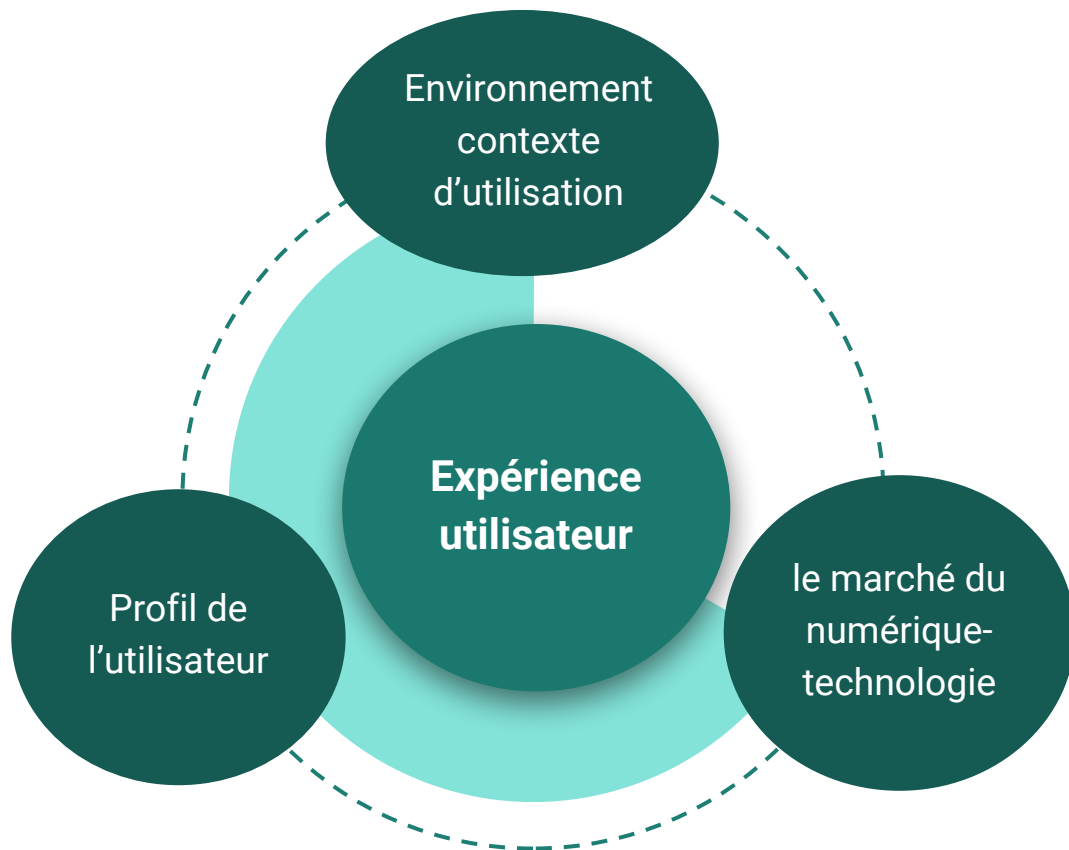 Environnement
contexte
d’utilisation
Expérience
utilisateur
Profil de
l’utilisateur
le marché du
numérique-
technologie